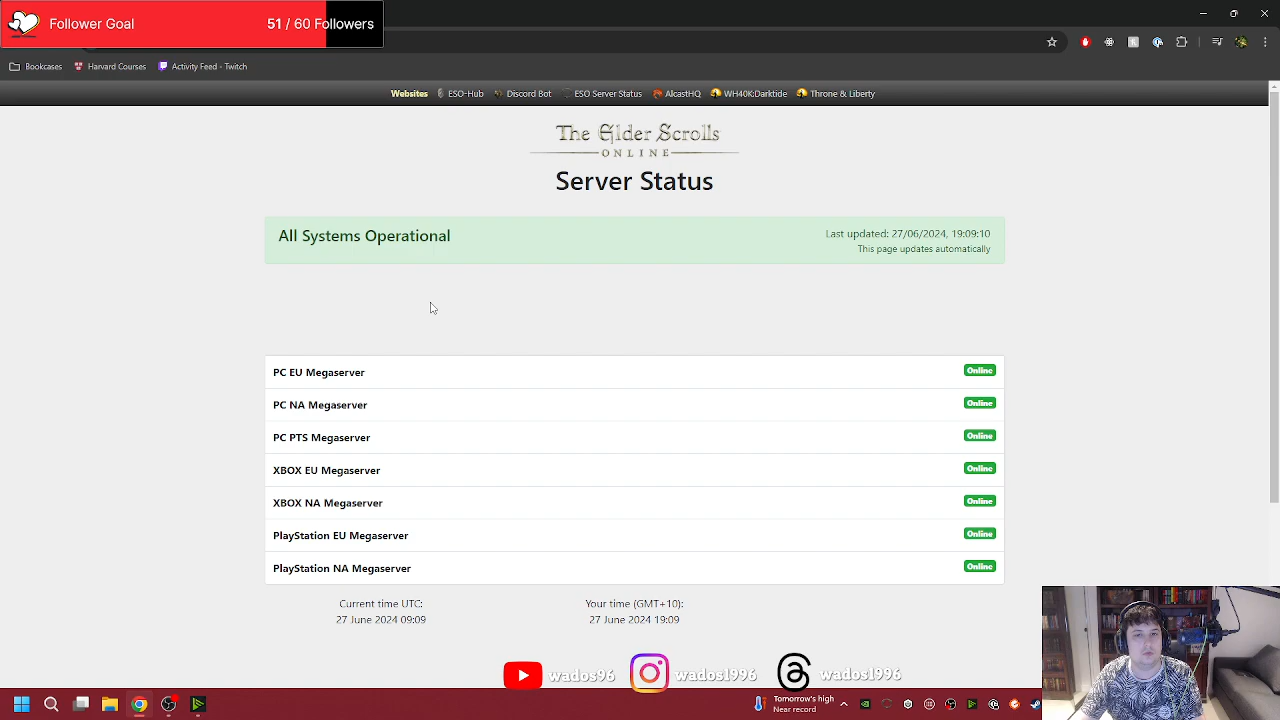 Follower Goal
51 / 60 Followers
Bookcases
Harvard Courses
Activity Feed - Twitch
Websites
ESO-Hub
Discord Bot
ESO Server Status
AlcastHQ
WH40K:Darktide
Throne & Liberty
The Elder Scrolls
ONLINE
Server Status
All Systems Operational
Last updated: 27/06/2024, 19:09:10
This page updates automatically
PC EU Megaserver Online
PC NA Megaserver Online
PC PTS Megaserver Online
XBOX EU Megaserver Online
XBOX NA Megaserver Online
PlayStation EU Megaserver Online
PlayStation NA Megaserver Online
Current time UTC:
27 June 2024 09:09
Your time (GMT+10):
27 June 2024 19:09
wados96
wados1996
wados1996
Tomorrow's high
Near record